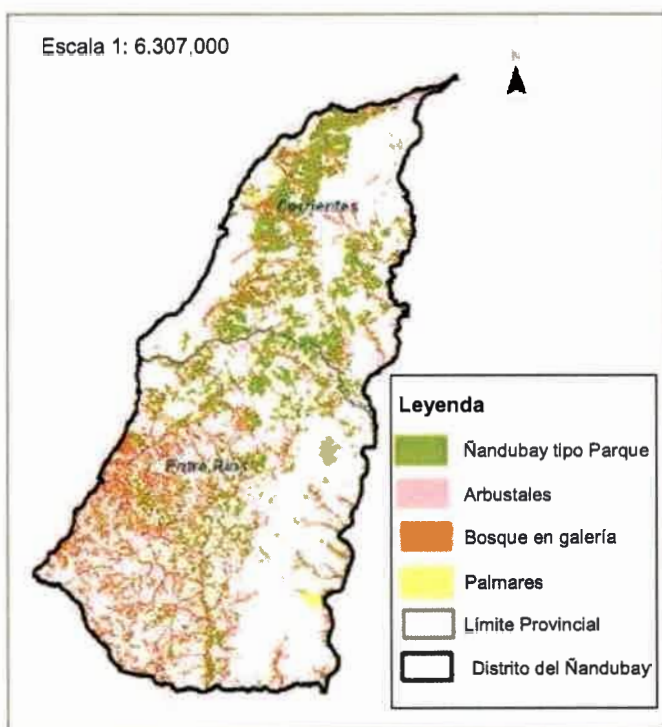 Escala 1: 6.307,000
N
Corrientes
Entre Rios
Leyenda
Ñandubay tipo Parque
Arbustales
Bosque en galería
Palmares
Límite Provincial
Distrito del Ñandubay